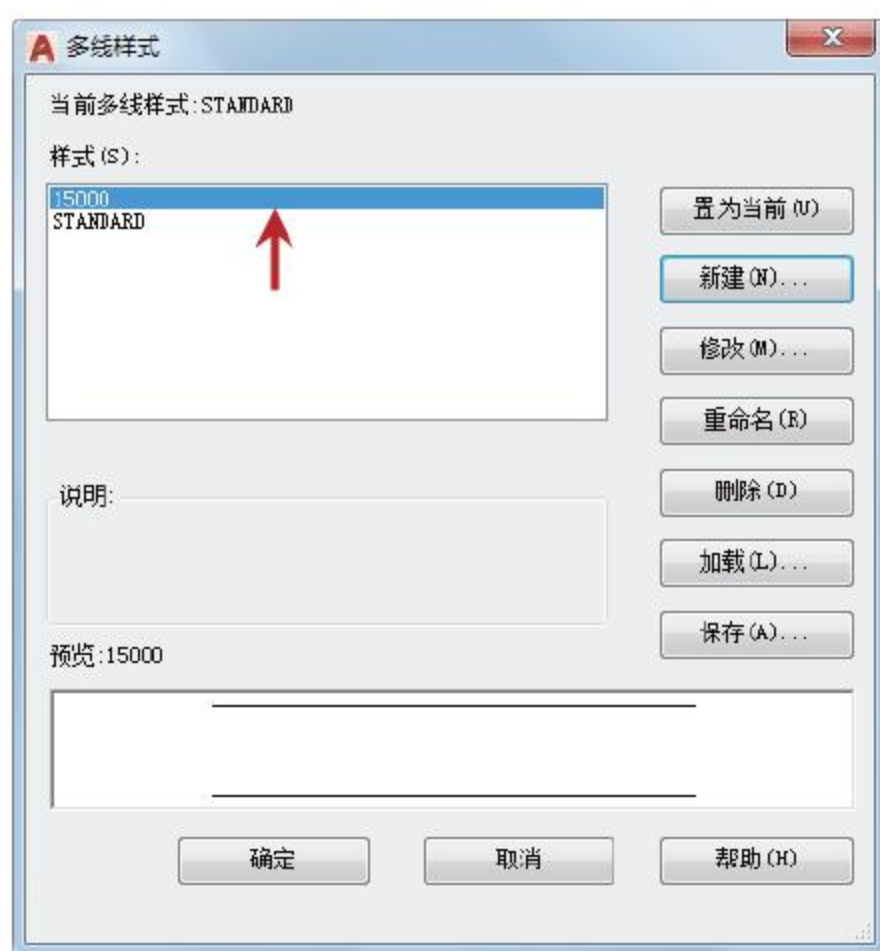 多线样式
当前多线样式:STANDARD
样式(S):
15000
STANDARD
置为当前(U)
新建(N)...
修改(M)...
重命名(R)
删除(D)
加载(L)...
保存(A)...
说明:
预览:15000
确定
取消
帮助(H)